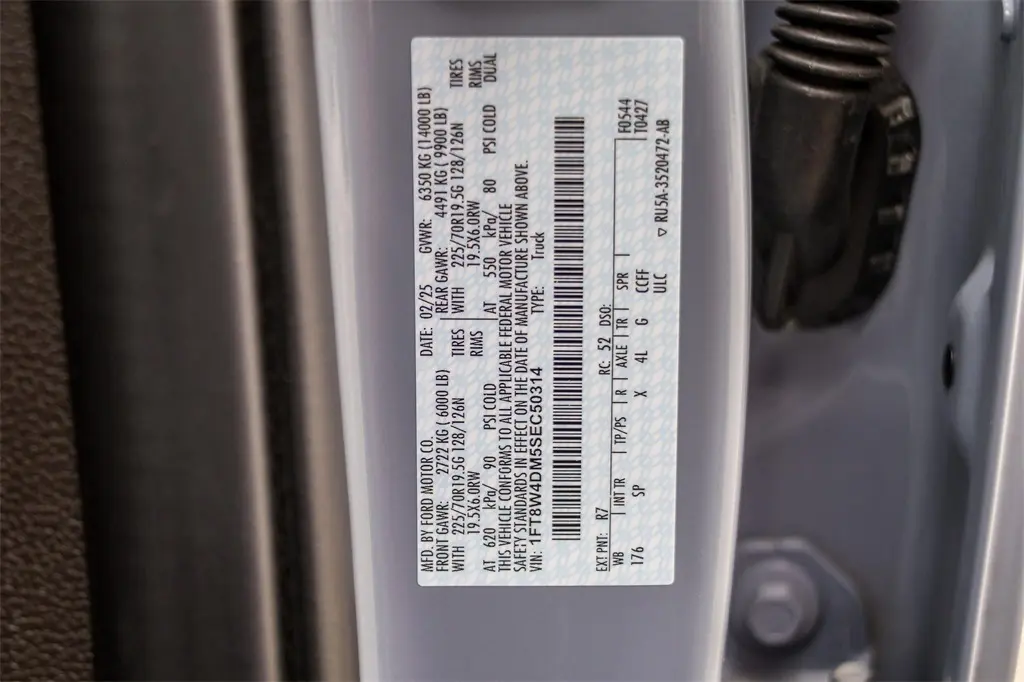 MFD. BY FORD MOTOR CO. DATE: 02/25 GVWR: 6350 KG (14000 LB)
FRONT GAWR: 2722 KG ( 6000 LB) REAR GAWR: 4491 KG ( 9900 LB)
WITH 225/70R19.5G 128/126N TIRES WITH 225/70R19.5G 128/126N TIRES
19.5X6.0RW RIMS 19.5X6.0RW RIMS
AT 620 kPa/ 90 PSI COLD AT 550 kPa/ 80 PSI COLD DUAL
THIS VEHICLE CONFORMS TO ALL APPLICABLE FEDERAL MOTOR VEHICLE
SAFETY STANDARDS IN EFFECT ON THE DATE OF MANUFACTURE SHOWN ABOVE.
VIN: 1FT8W4DM5SEC50314 TYPE: Truck
EXT PNT: R7 RC: 52 DSO: F0544
WB INT TR TP/PS R AXLE TR SPR T0427
176 SP X 4L G CCFF
ULC ▽ RU5A-3520472-AB